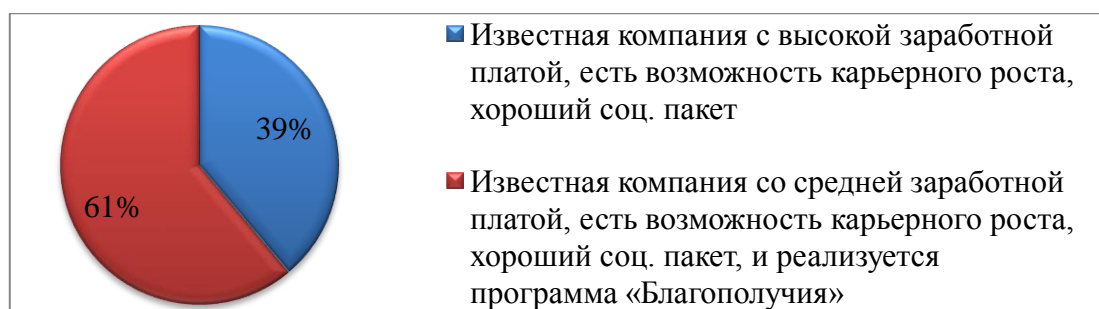 39%
61%
Известная компания с высокой заработной
платой, есть возможность карьерного роста,
хороший соц. пакет
Известная компания со средней заработной
платой, есть возможность карьерного роста,
хороший соц. пакет, и реализуется
программа «Благополучия»